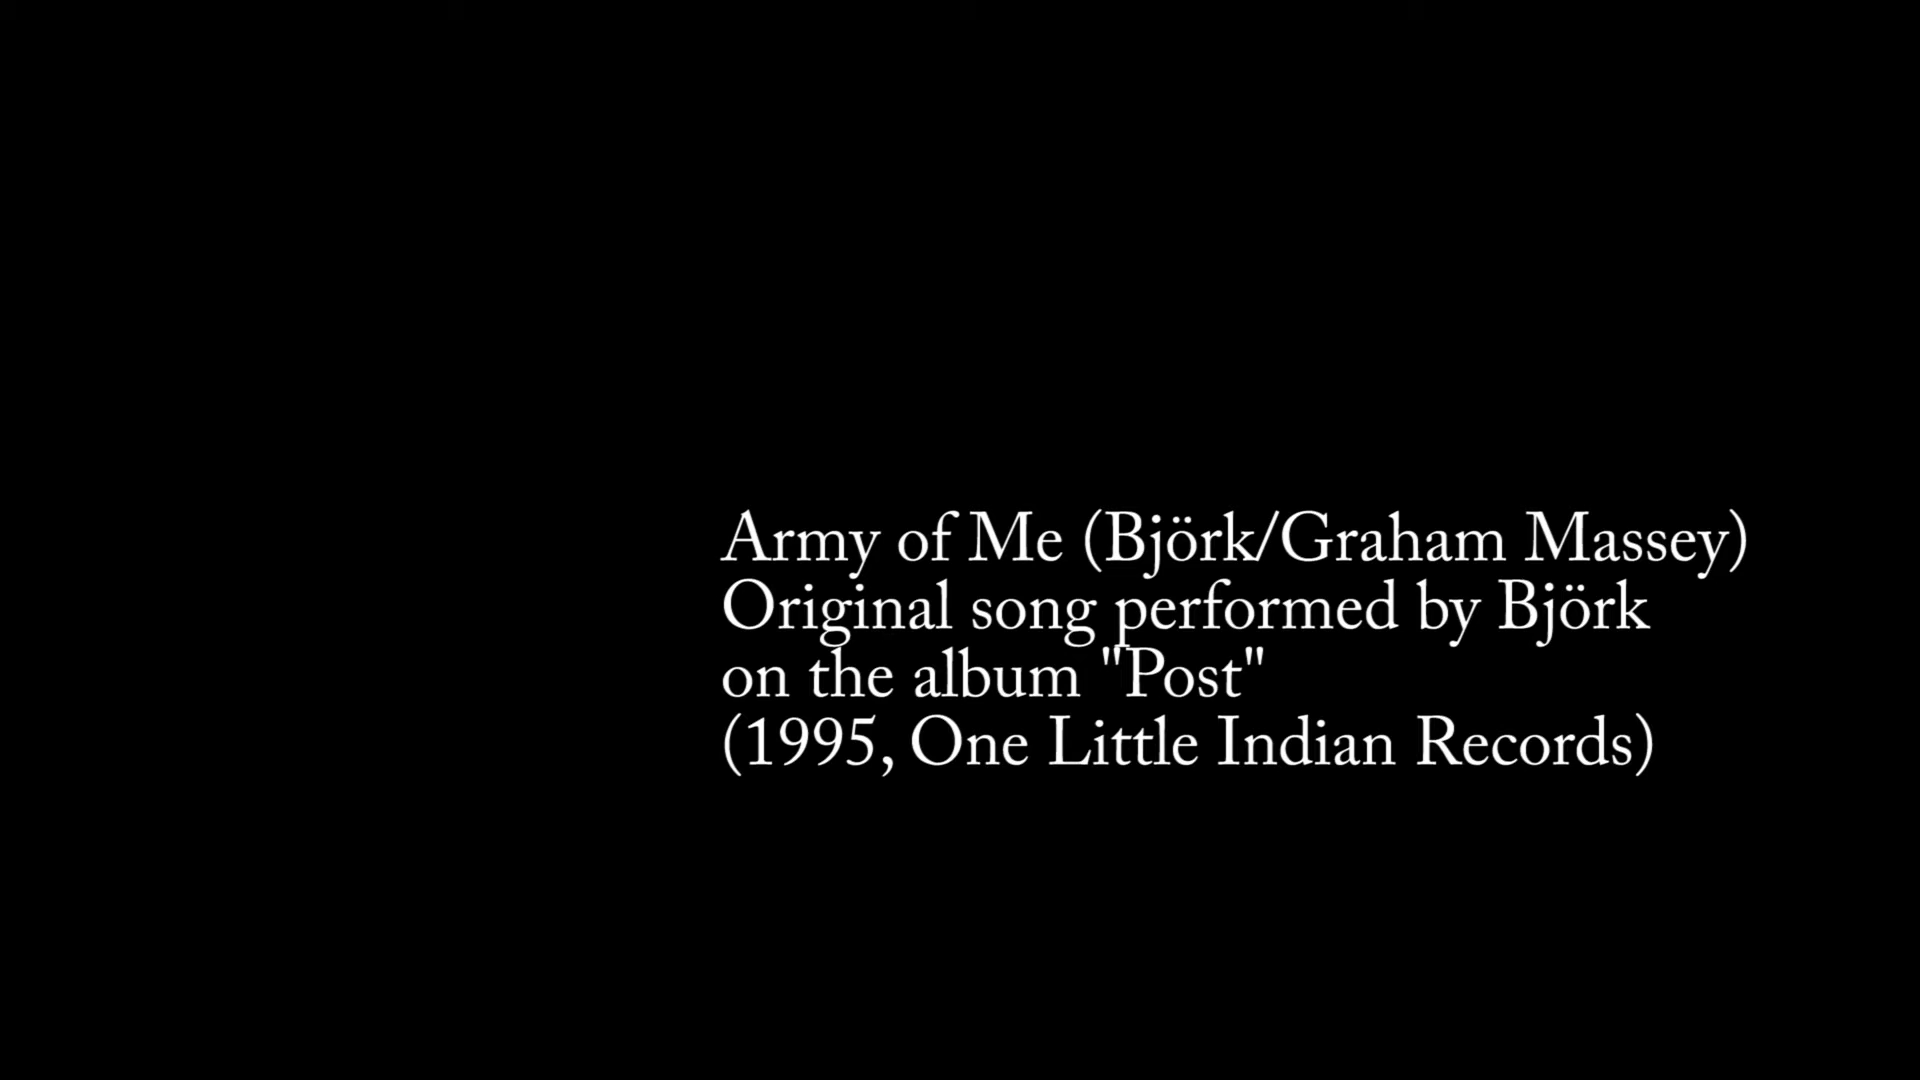 Army of Me (Björk/Graham Massey)
Original song performed by Björk
on the album "Post"
(1995, One Little Indian Records)